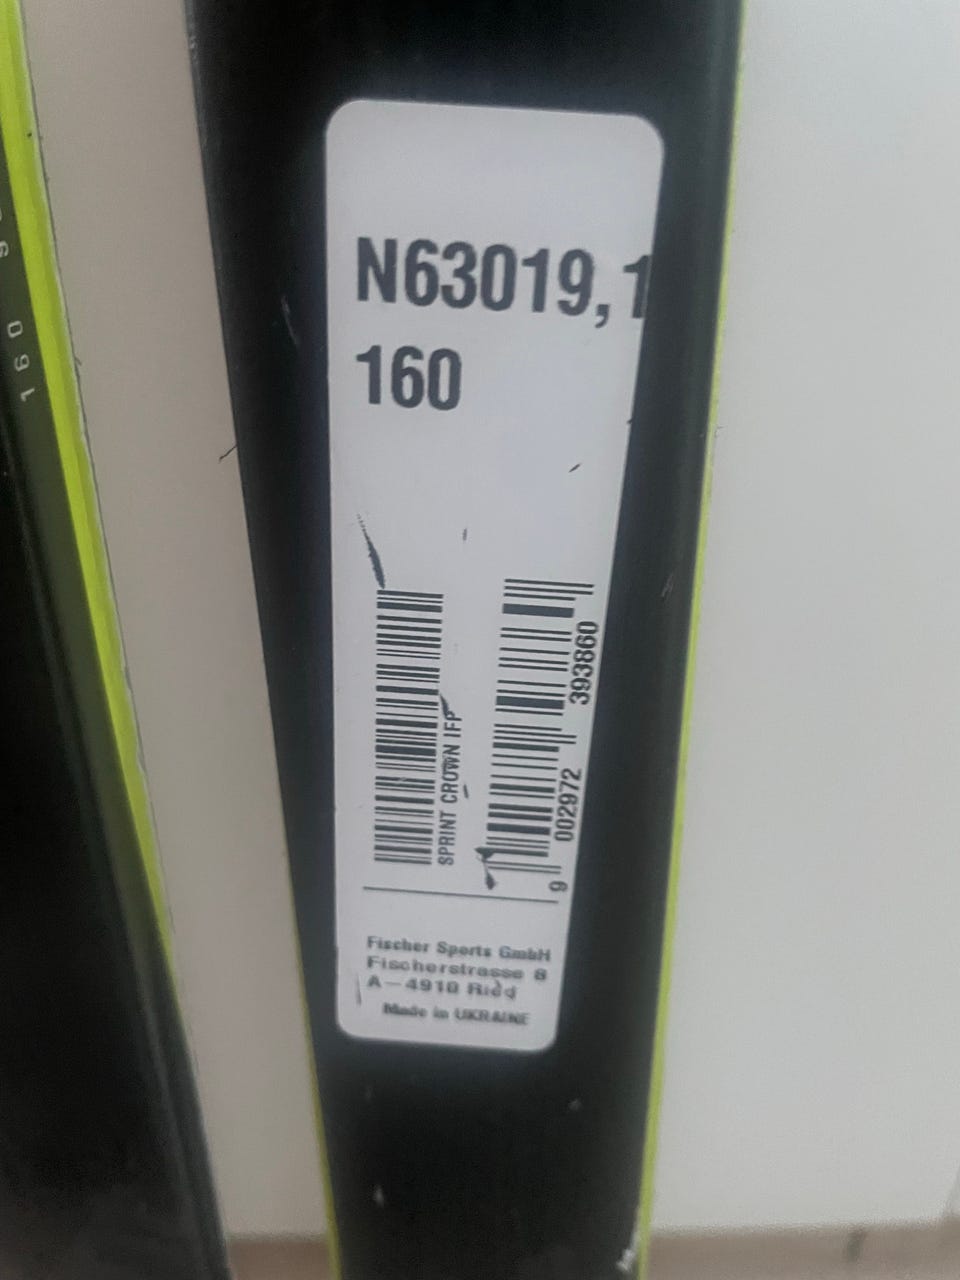 N63019,1
160
SPRINT CROWN IFP
9 002972 393860
Fischer Sports GmbH
Fischerstrasse 8
A-4910 Ried
Made in UKRAINE
160